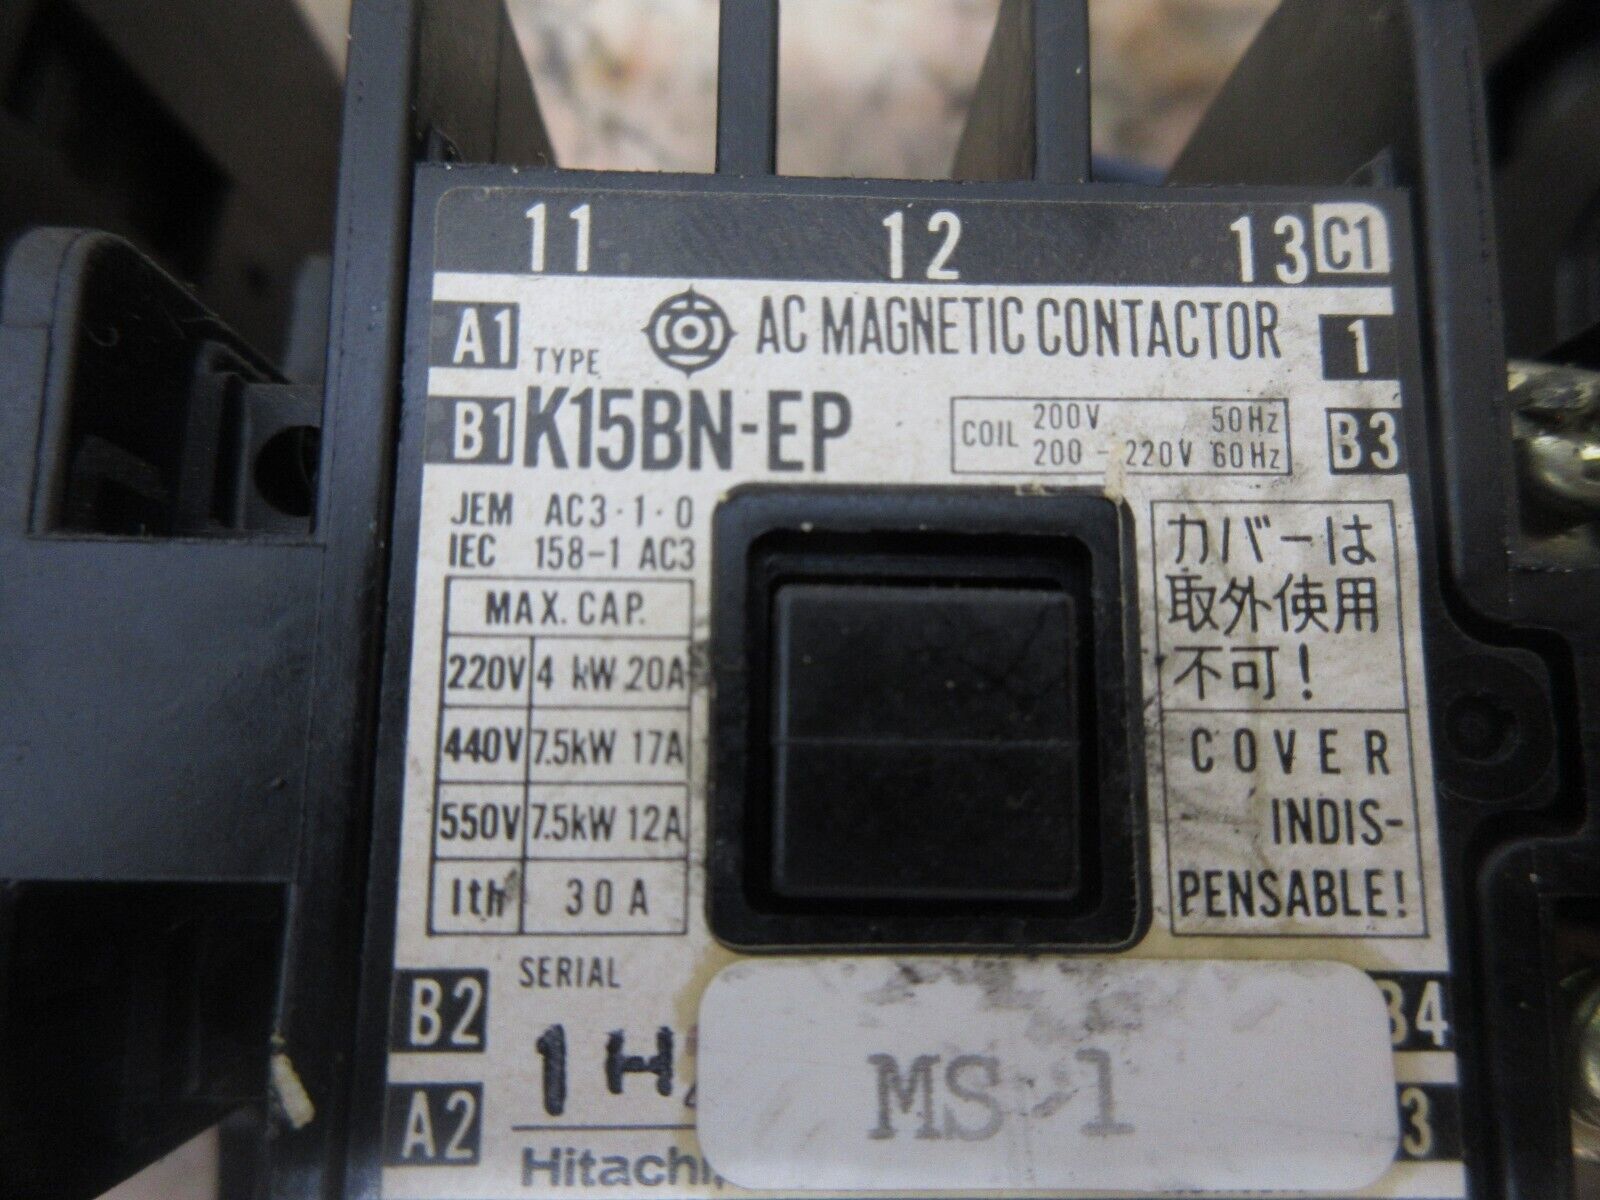 11 12 13 C1
A1 TYPE AC MAGNETIC CONTACTOR 1
B1 K15BN-EP COIL 200V 50Hz B3
200 - 220V 60Hz
JEM AC3·1·0
IEC 158-1 AC3
MAX. CAP.
220V 4 kW 20A
440V 7.5kW 17A
550V 7.5kW 12A
Ith 30A
カバーは
取外使用
不可!
COVER
INDIS-
PENSABLE!
B2 SERIAL B4
1H
MS-1
A2 3
Hitachi,